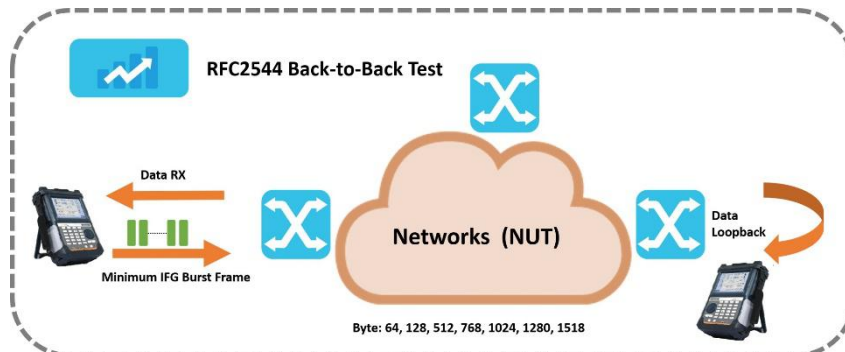 RFC2544 Back-to-Back Test
Data RX
Minimum IFG Burst Frame
Networks (NUT)
Data
Loopback
Byte: 64, 128, 512, 768, 1024, 1280, 1518